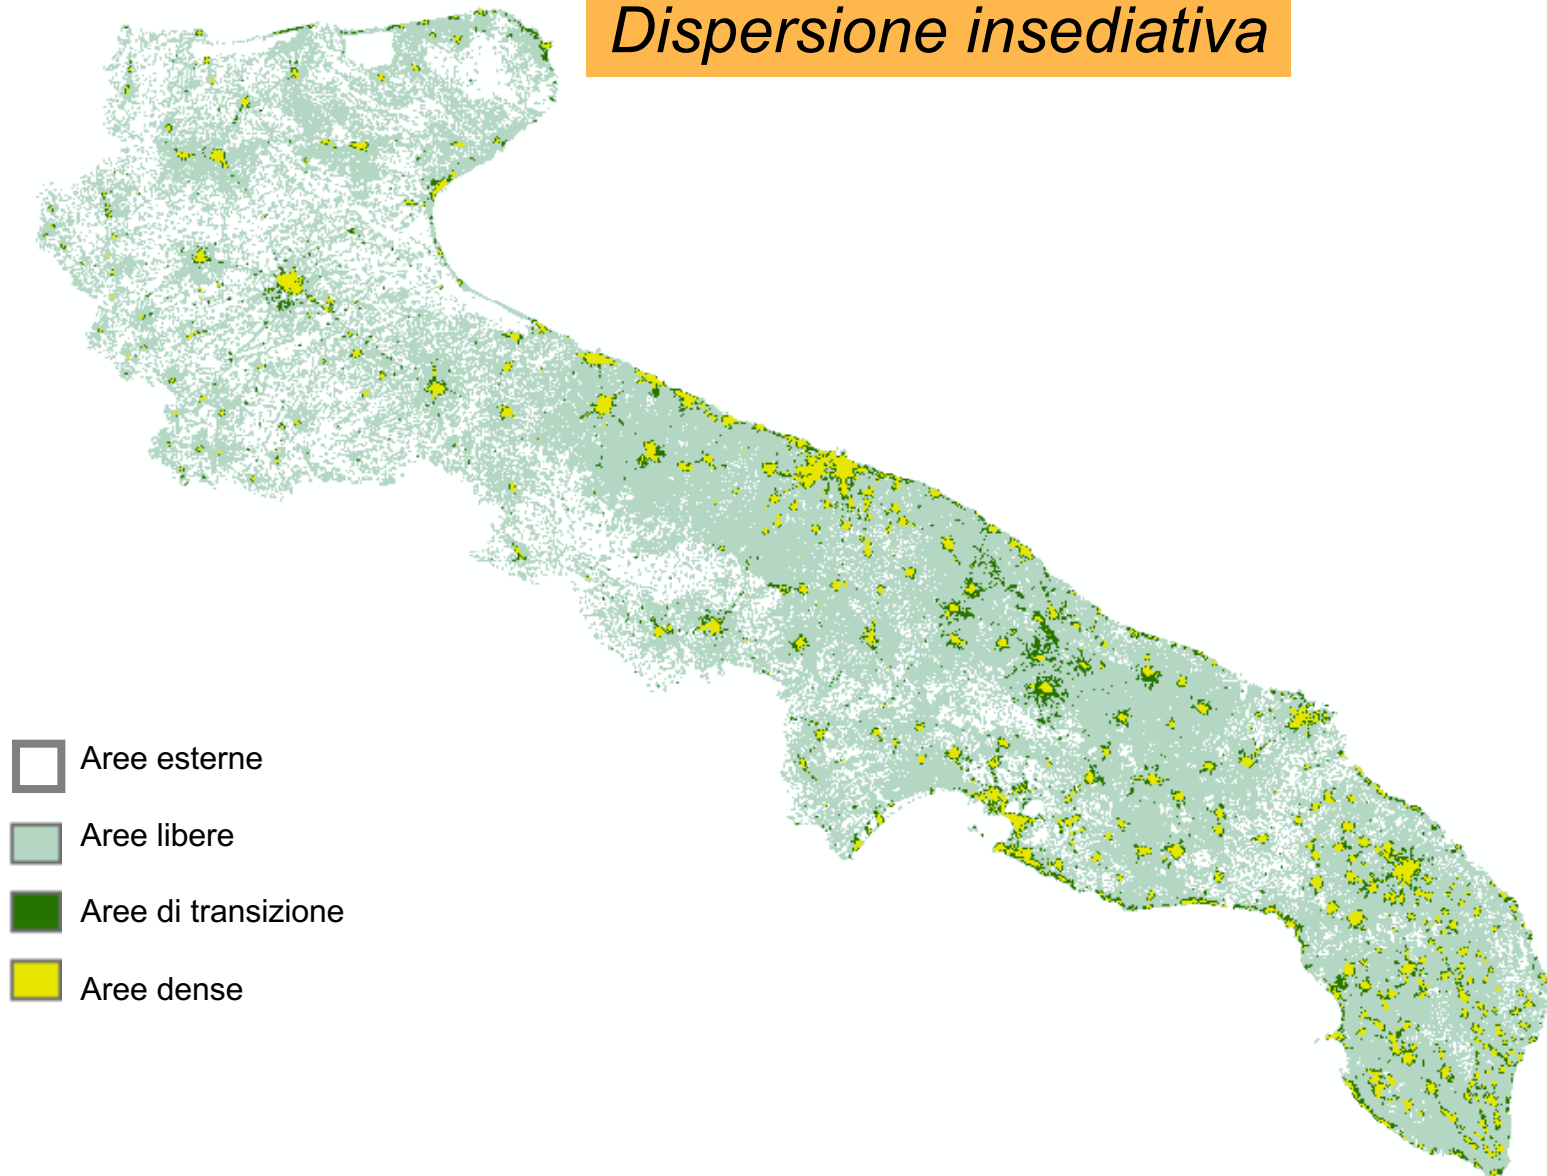 Dispersione insediativa
Aree esterne
Aree libere
Aree di transizione
Aree dense